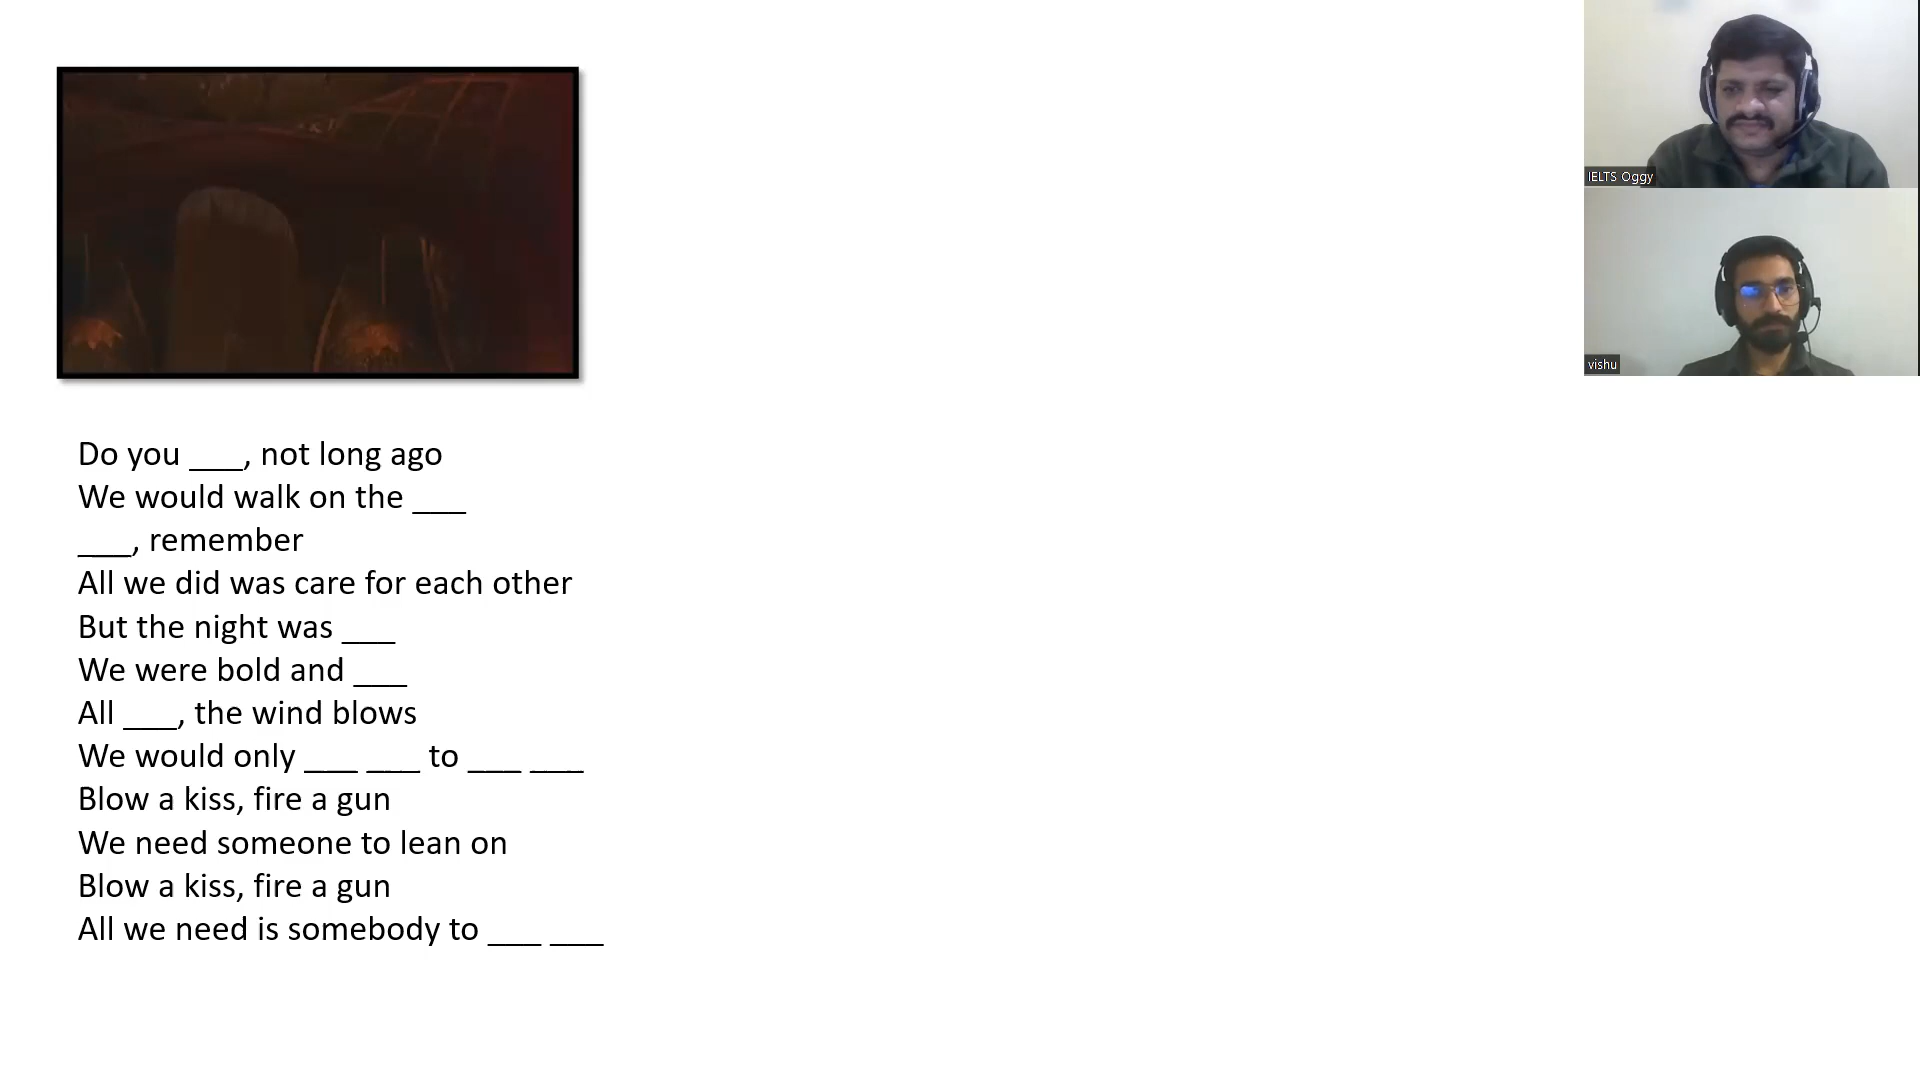 Do you ___, not long ago
We would walk on the ___
___, remember
All we did was care for each other
But the night was ___
We were bold and ___
All ___, the wind blows
We would only ___ ___ to ___ ___
Blow a kiss, fire a gun
We need someone to lean on
Blow a kiss, fire a gun
All we need is somebody to ___ ___
IELTS Oggy
vishu